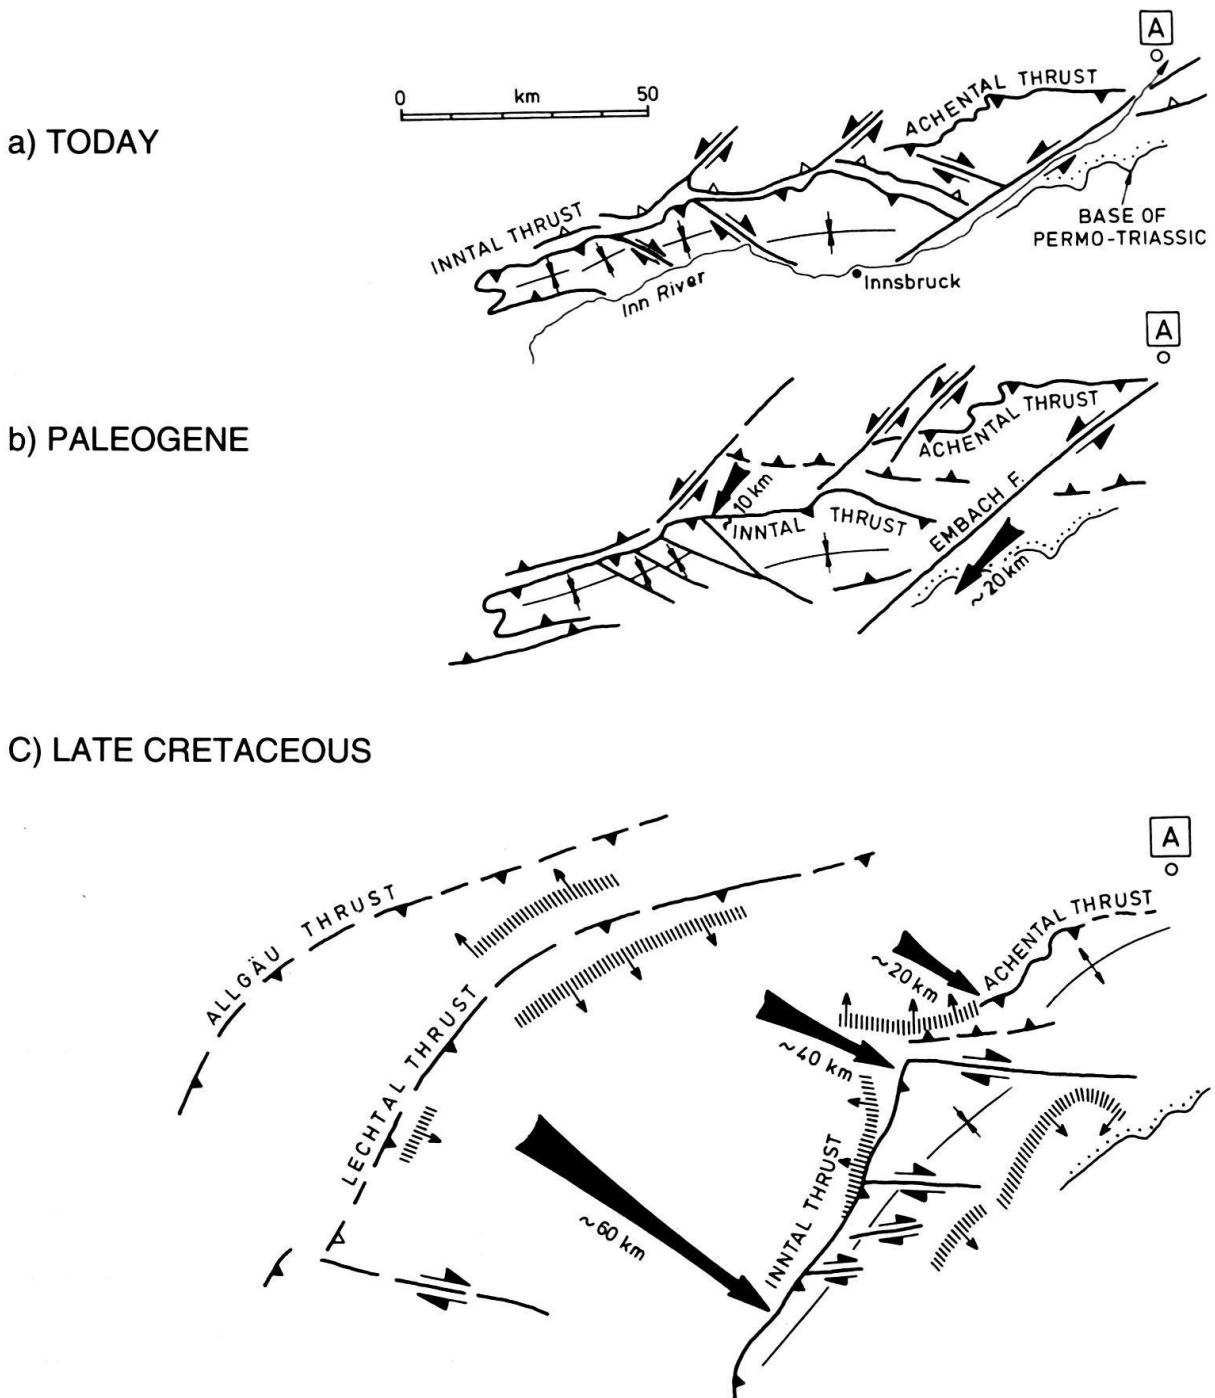 A
0 km 50
ACHENTAL THRUST
a) TODAY
INNTAL THRUST
BASE OF
PERMO-TRIASSIC
Innsbruck
Inn River
A
b) PALEOGENE
ACHENTAL THRUST
~10 km
INNTAL THRUST
EMBACH F.
~20 km
C) LATE CRETACEOUS
A
ALLGÄU THRUST
ACHENTAL THRUST
~20 km
LECHTAL THRUST
~40 km
INNTAL THRUST
~60 km